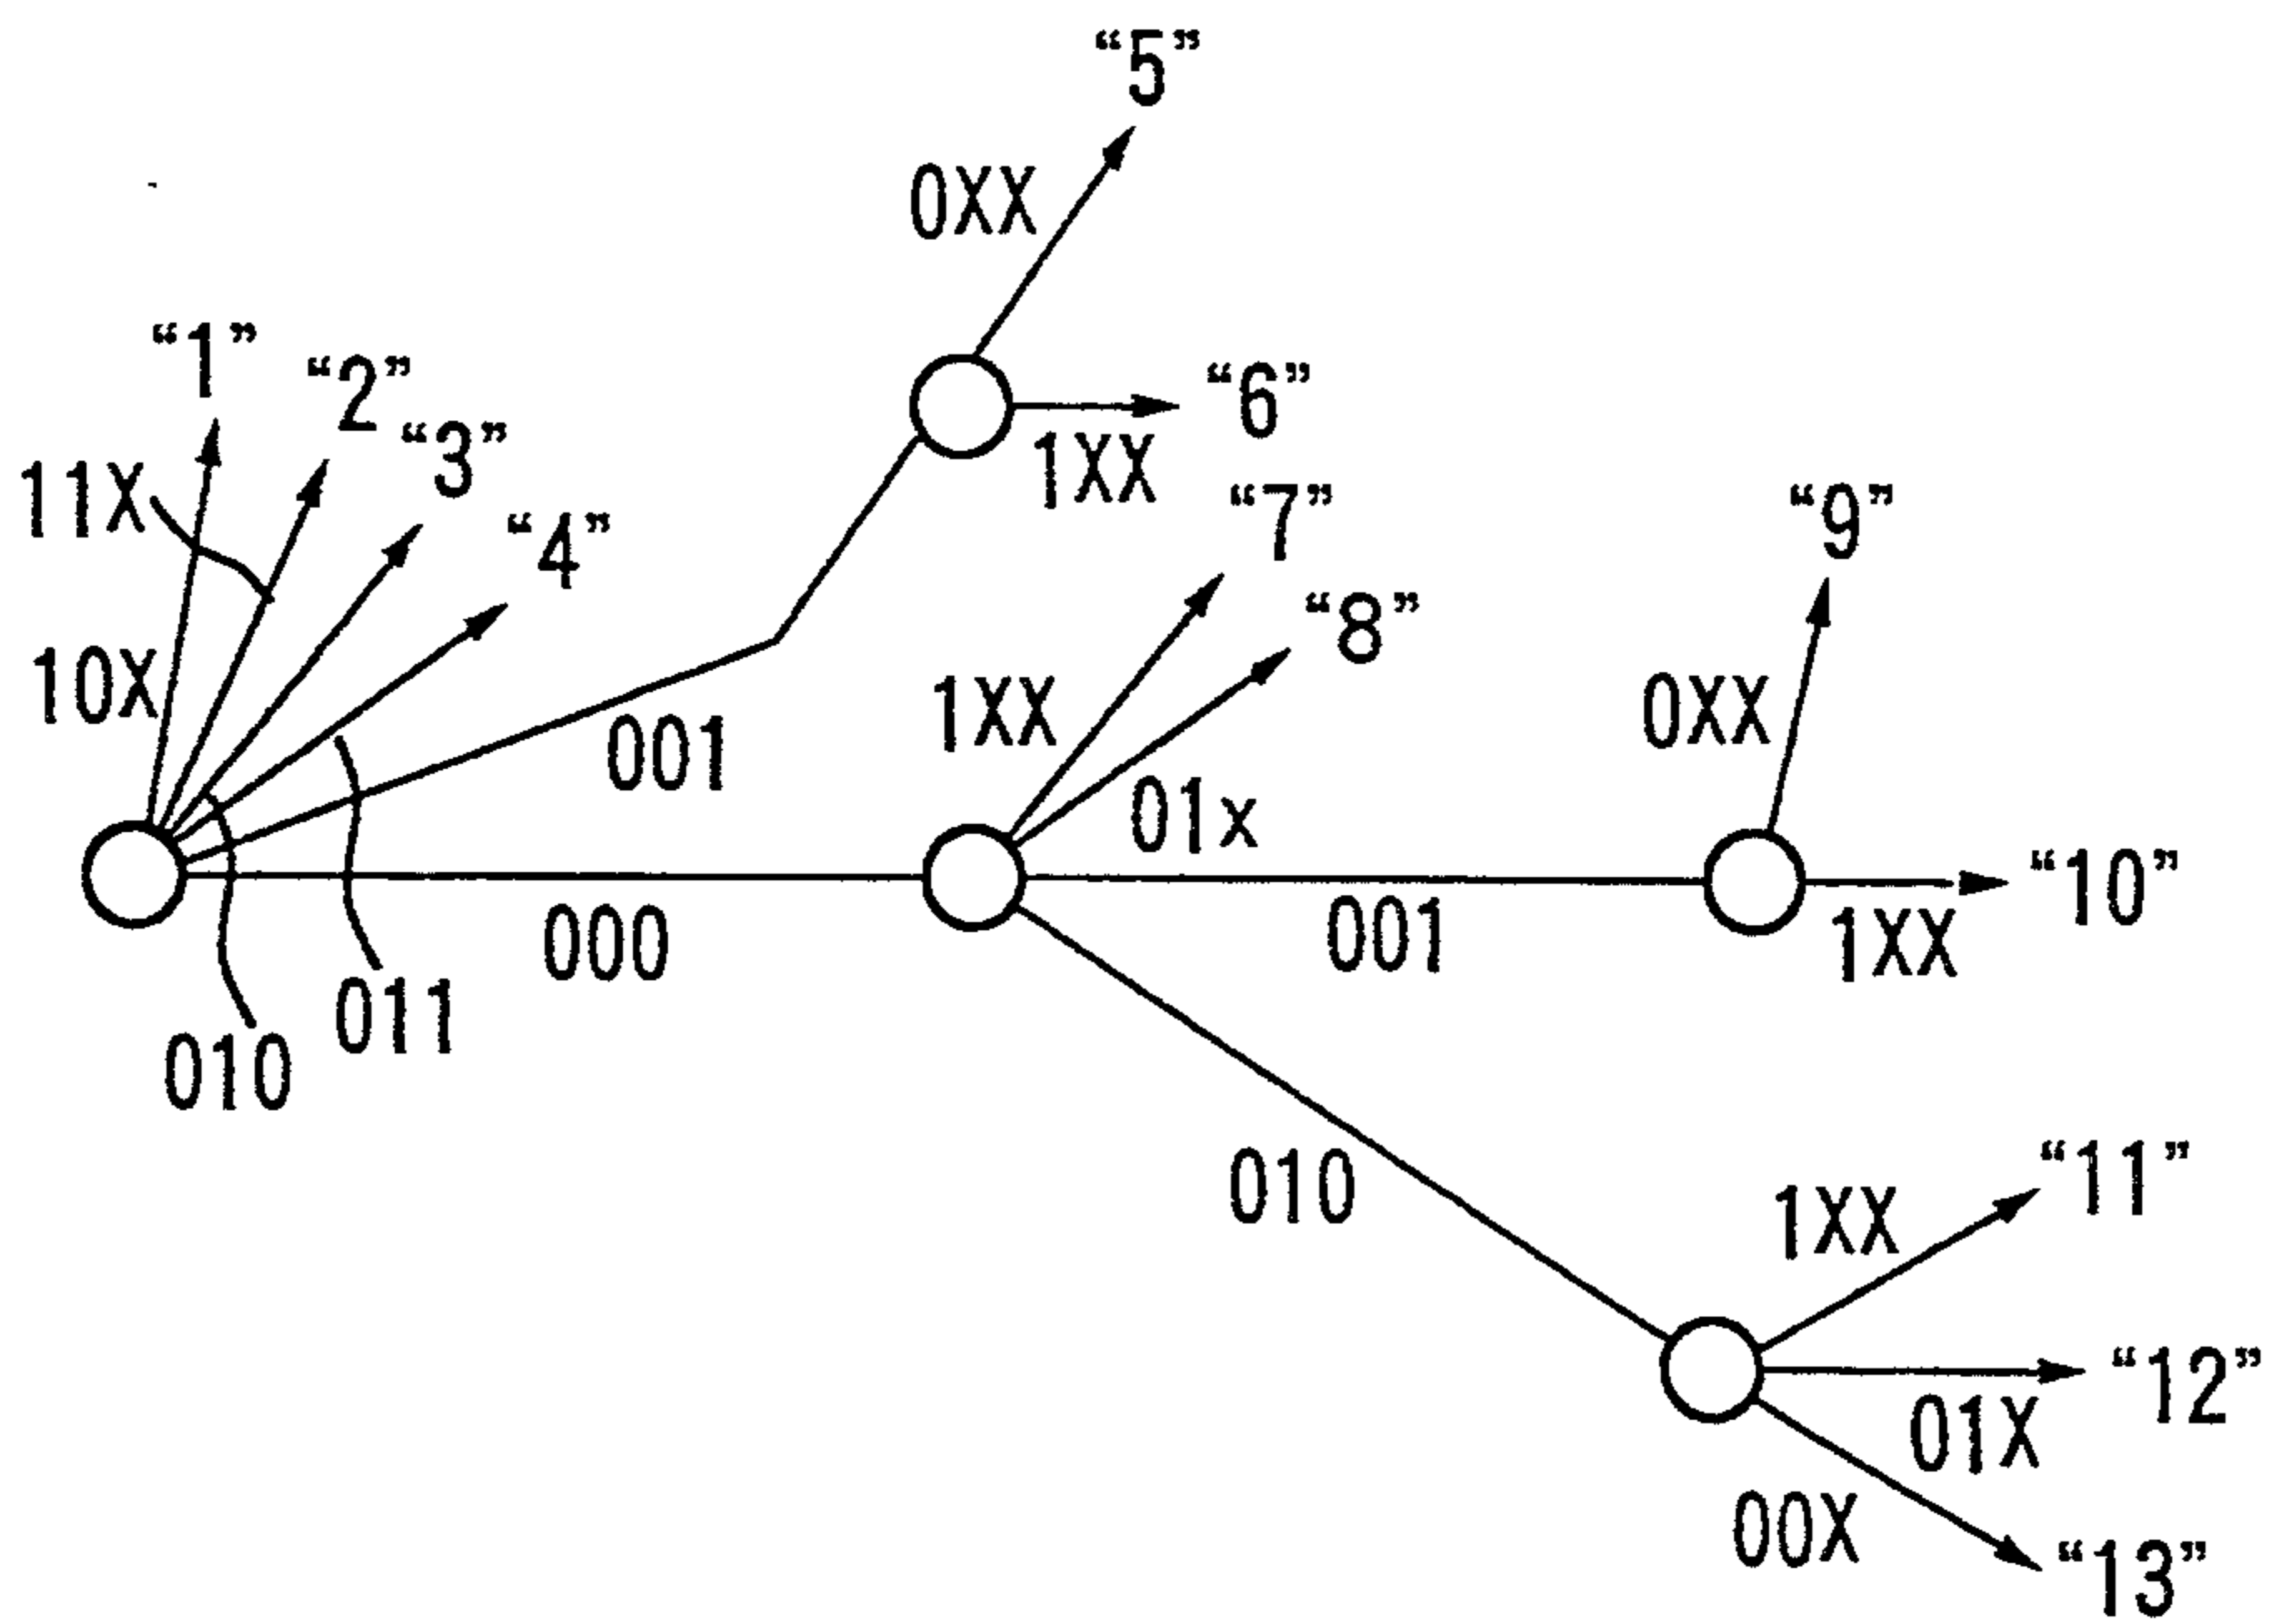 “5”
0XX
“1”
“2”
“6”
“3”
11X
1XX
“7”
“9”
“4”
“8”
10X
1XX
0XX
001
01x
“10”
000
001
1XX
011
010
“11”
010
1XX
“12”
01X
00X
“13”